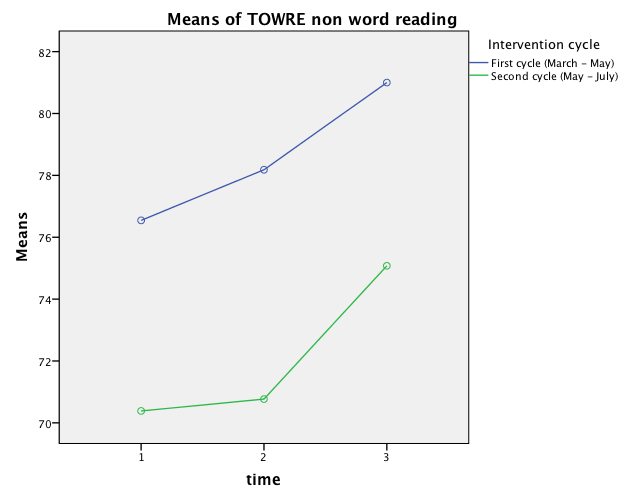 Means of TOWRE non word reading
Intervention cycle
First cycle (March - May)
Second cycle (May - July)
Means
82
80
78
76
74
72
70
1 2 3
time